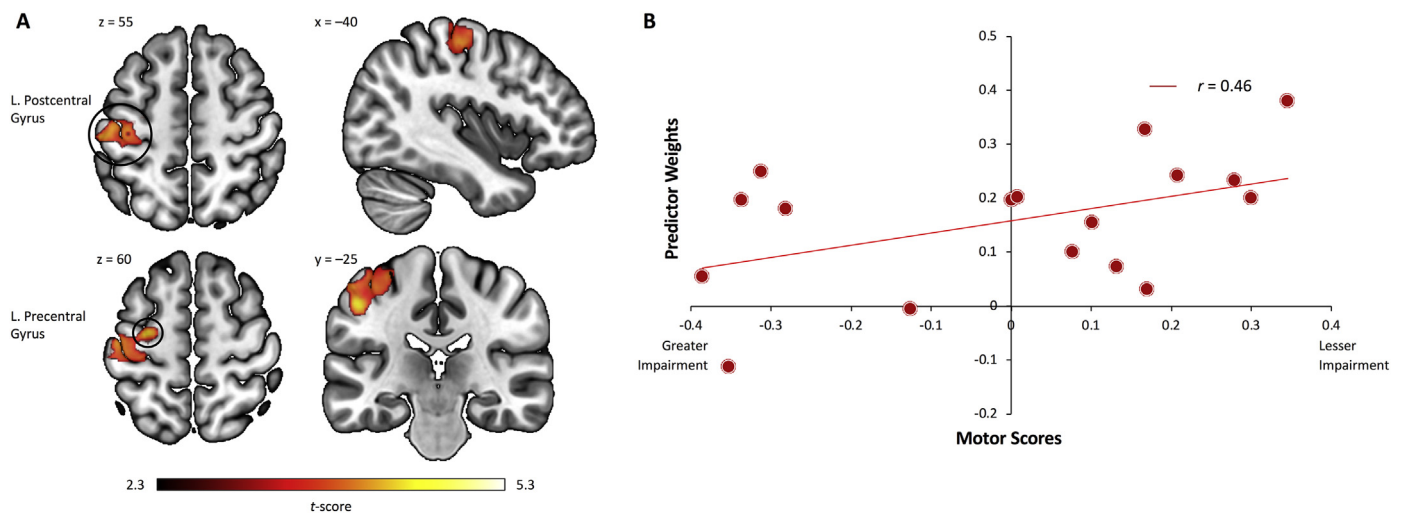 A
z = 55
x = –40
L. Postcentral
Gyrus
z = 60
y = –25
L. Precentral
Gyrus
2.3
5.3
t-score
B
0.5
0.4
0.3
0.2
0.1
0
-0.1
-0.2
r = 0.46
Predictor Weights
-0.4
-0.3
-0.2
-0.1
0
0.1
0.2
0.3
0.4
Greater
Impairment
Lesser
Impairment
Motor Scores